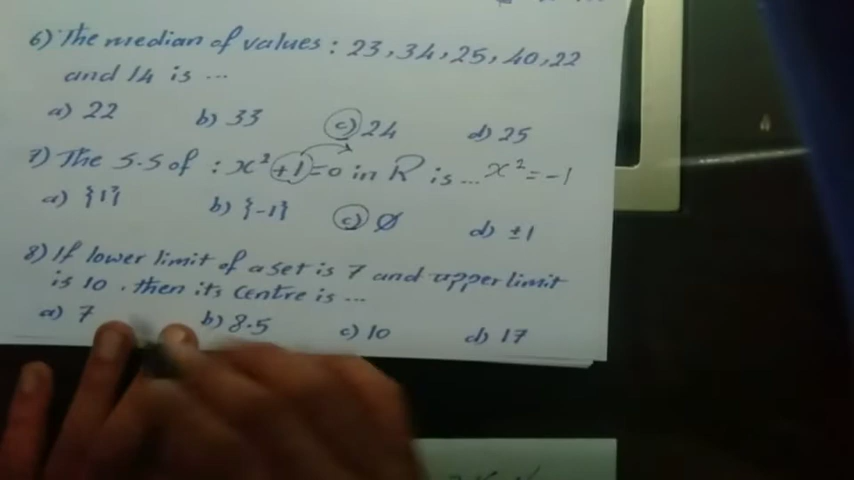 6) The median of values : 23, 34, 25, 40, 22
and 14 is ...
a) 22 b) 33 c) 24 d) 25
7) The S.S of : x² + 1 = 0 in R is ... x² = -1
a) {1} b) {-1} c) Ø d) ±1
8) If lower limit of a set is 7 and upper limit
is 10 , then its centre is ...
a) 7 b) 8.5 c) 10 d) 17